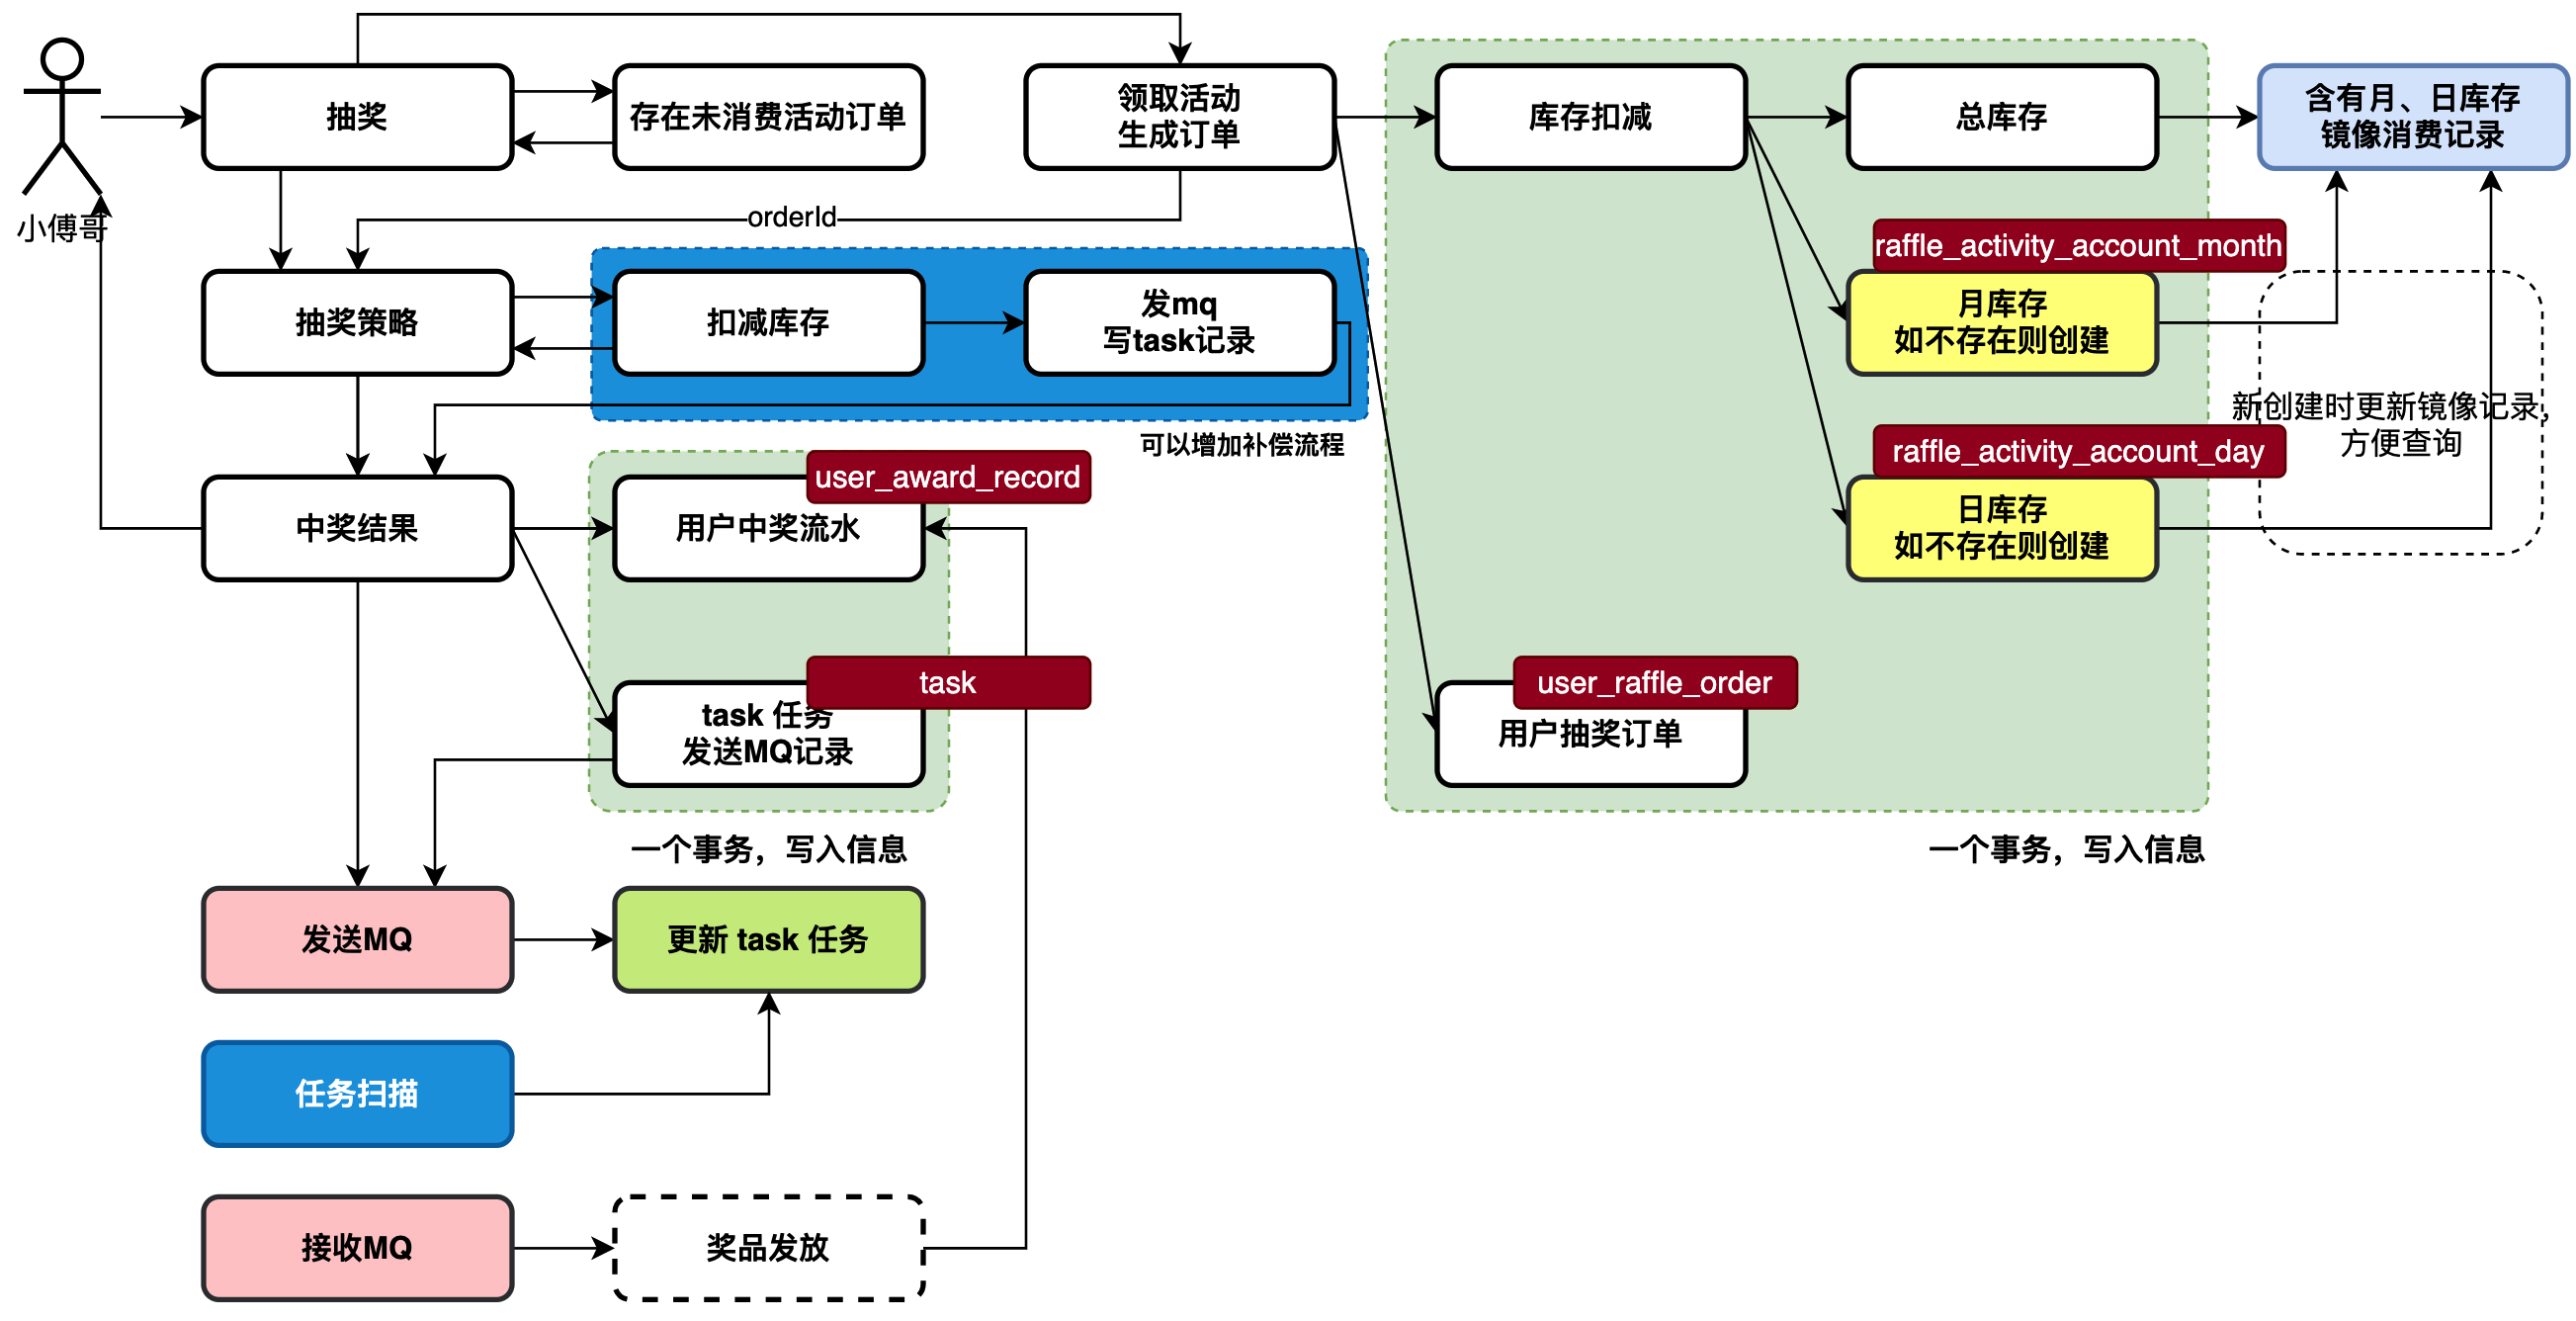 小傅哥
抽奖
存在未消费活动订单
领取活动
生成订单
库存扣减
总库存
含有月、日库存
镜像消费记录
orderId
raffle_activity_account_month
抽奖策略
扣减库存
发mq
写task记录
月库存
如不存在则创建
新创建时更新镜像记录,
方便查询
可以增加补偿流程
raffle_activity_account_day
user_award_record
中奖结果
用户中奖流水
日库存
如不存在则创建
task
task 任务
发送MQ记录
user_raffle_order
用户抽奖订单
一个事务，写入信息
一个事务，写入信息
发送MQ
更新 task 任务
任务扫描
接收MQ
奖品发放